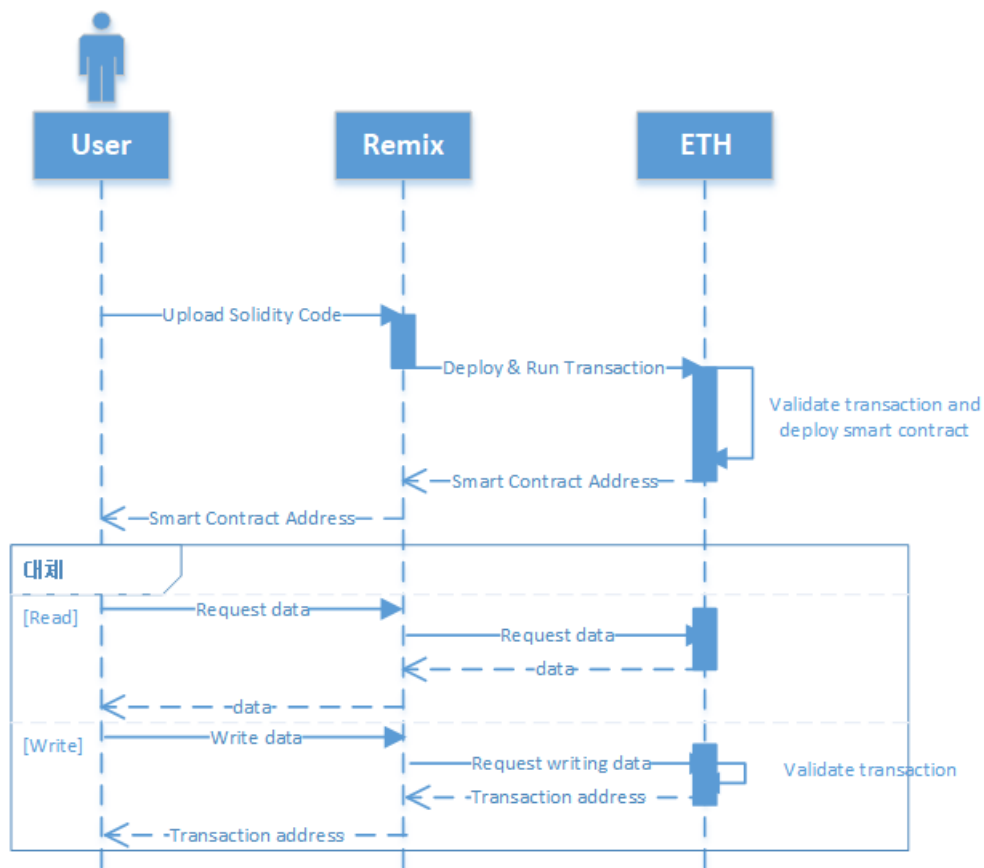 User
Remix
ETH
Upload Solidity Code
Deploy & Run Transaction
Validate transaction and
deploy smart contract
Smart Contract Address
Smart Contract Address
대체
[Read]
Request data
Request data
data
data
[Write]
Write data
Request writing data
Validate transaction
Transaction address
Transaction address